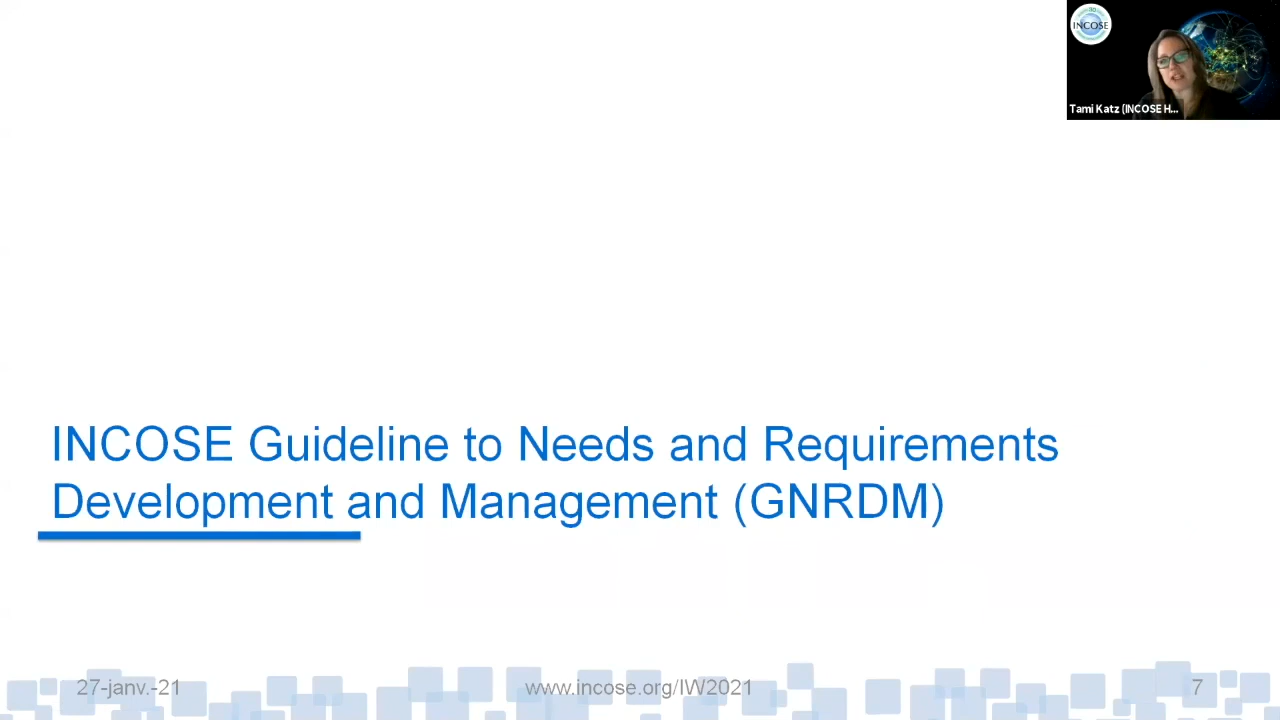 INCOSE
Tami Katz (INCOSE H...
INCOSE Guideline to Needs and Requirements
Development and Management (GNRDM)
27-janv.-21
www.incose.org/IW2021
7